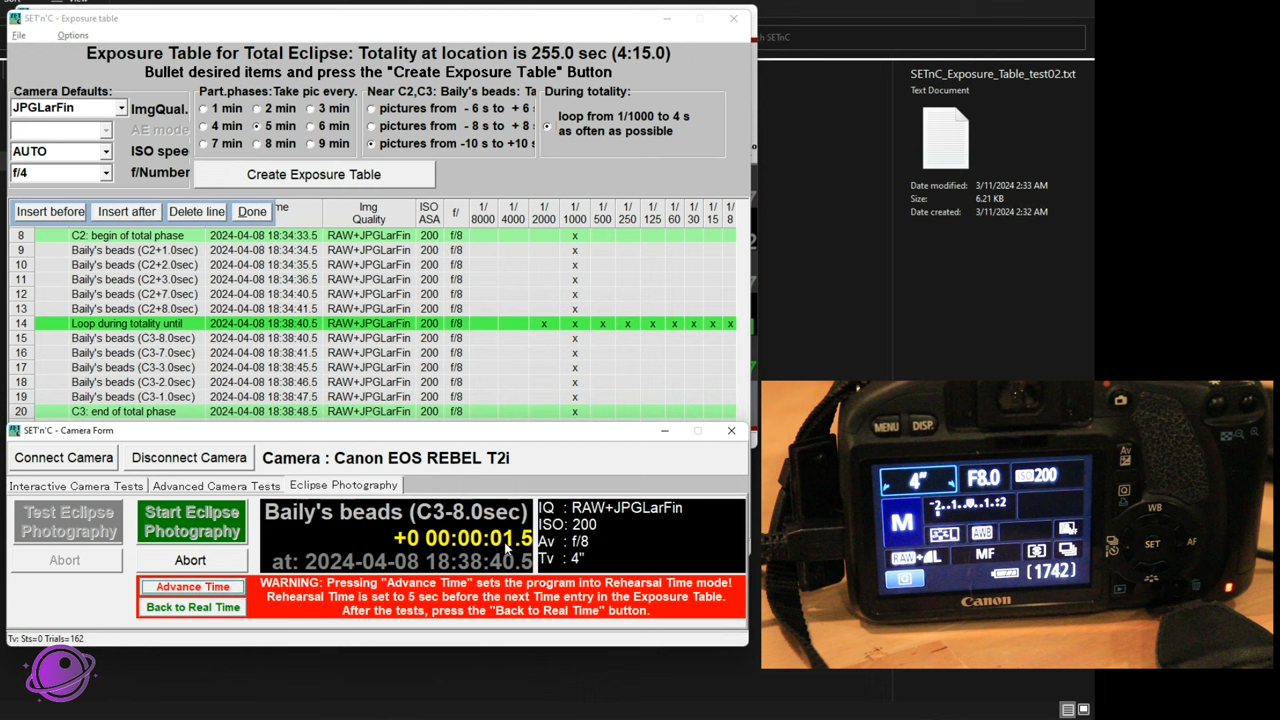 View
SET'n'C - Exposure table
File Options
Exposure Table for Total Eclipse: Totality at location is 255.0 sec (4:15.0)
Bullet desired items and press the "Create Exposure Table" Button
Camera Defaults: Part.phases:Take pic every. Near C2,C3: Baily's beads: Ta During totality:
JPGLarFin ImgQual. 1 min 2 min 3 min pictures from - 6 s to + 6 s loop from 1/1000 to 4 s
AE mode 4 min 5 min 6 min pictures from - 8 s to + 8 s as often as possible
AUTO ISO spee 7 min 8 min 9 min pictures from -10 s to +10 s
f/4 f/Number Create Exposure Table
Insert before Insert after Delete line Done me Img Quality ISO ASA f/ 1/ 8000 1/ 4000 1/ 2000 1/ 1000 1/ 500 1/ 250 1/ 125 1/ 60 1/ 30 1/ 15 1/ 8
8 C2: begin of total phase 2024-04-08 18:34:33.5 RAW+JPGLarFin 200 f/8 x
9 Baily's beads (C2+1.0sec) 2024-04-08 18:34:34.5 RAW+JPGLarFin 200 f/8 x
10 Baily's beads (C2+2.0sec) 2024-04-08 18:34:35.5 RAW+JPGLarFin 200 f/8 x
11 Baily's beads (C2+3.0sec) 2024-04-08 18:34:36.5 RAW+JPGLarFin 200 f/8 x
12 Baily's beads (C2+7.0sec) 2024-04-08 18:34:40.5 RAW+JPGLarFin 200 f/8 x
13 Baily's beads (C2+8.0sec) 2024-04-08 18:34:41.5 RAW+JPGLarFin 200 f/8 x
14 Loop during totality until 2024-04-08 18:38:40.5 RAW+JPGLarFin 200 f/8 x x x x x x x x x
15 Baily's beads (C3-8.0sec) 2024-04-08 18:38:40.5 RAW+JPGLarFin 200 f/8 x
16 Baily's beads (C3-7.0sec) 2024-04-08 18:38:41.5 RAW+JPGLarFin 200 f/8 x
17 Baily's beads (C3-3.0sec) 2024-04-08 18:38:45.5 RAW+JPGLarFin 200 f/8 x
18 Baily's beads (C3-2.0sec) 2024-04-08 18:38:46.5 RAW+JPGLarFin 200 f/8 x
19 Baily's beads (C3-1.0sec) 2024-04-08 18:38:47.5 RAW+JPGLarFin 200 f/8 x
20 C3: end of total phase 2024-04-08 18:38:48.5 RAW+JPGLarFin 200 f/8 x
SET'n'C - Camera Form
Connect Camera Disconnect Camera Camera : Canon EOS REBEL T2i
Interactive Camera Tests Advanced Camera Tests Eclipse Photography
Test Eclipse Photography
Start Eclipse Photography
Abort Abort
Baily's beads (C3-8.0sec)
+0 00:00:01.5
at: 2024-04-08 18:38:40.5
IQ : RAW+JPGLarFin
ISO: 200
Av : f/8
Tv : 4"
Advance Time
Back to Real Time
WARNING: Pressing "Advance Time" sets the program into Rehearsal Time mode!
Rehearsal Time is set to 5 sec before the next Time entry in the Exposure Table.
After the tests, press the "Back to Real Time" button.
Tv: Sts=0 Trials=162
SETnC
SETnC_Exposure_Table_test02.txt
Text Document
Date modified: 3/11/2024 2:33 AM
Size: 6.21 KB
Date created: 3/11/2024 2:32 AM
MENU DISP.
4" F8.0 ISO200
M -2..1..0..1.:2
AWB
RAW+L MF
Q (1742)
Av
Q
WB
SET AF
Canon